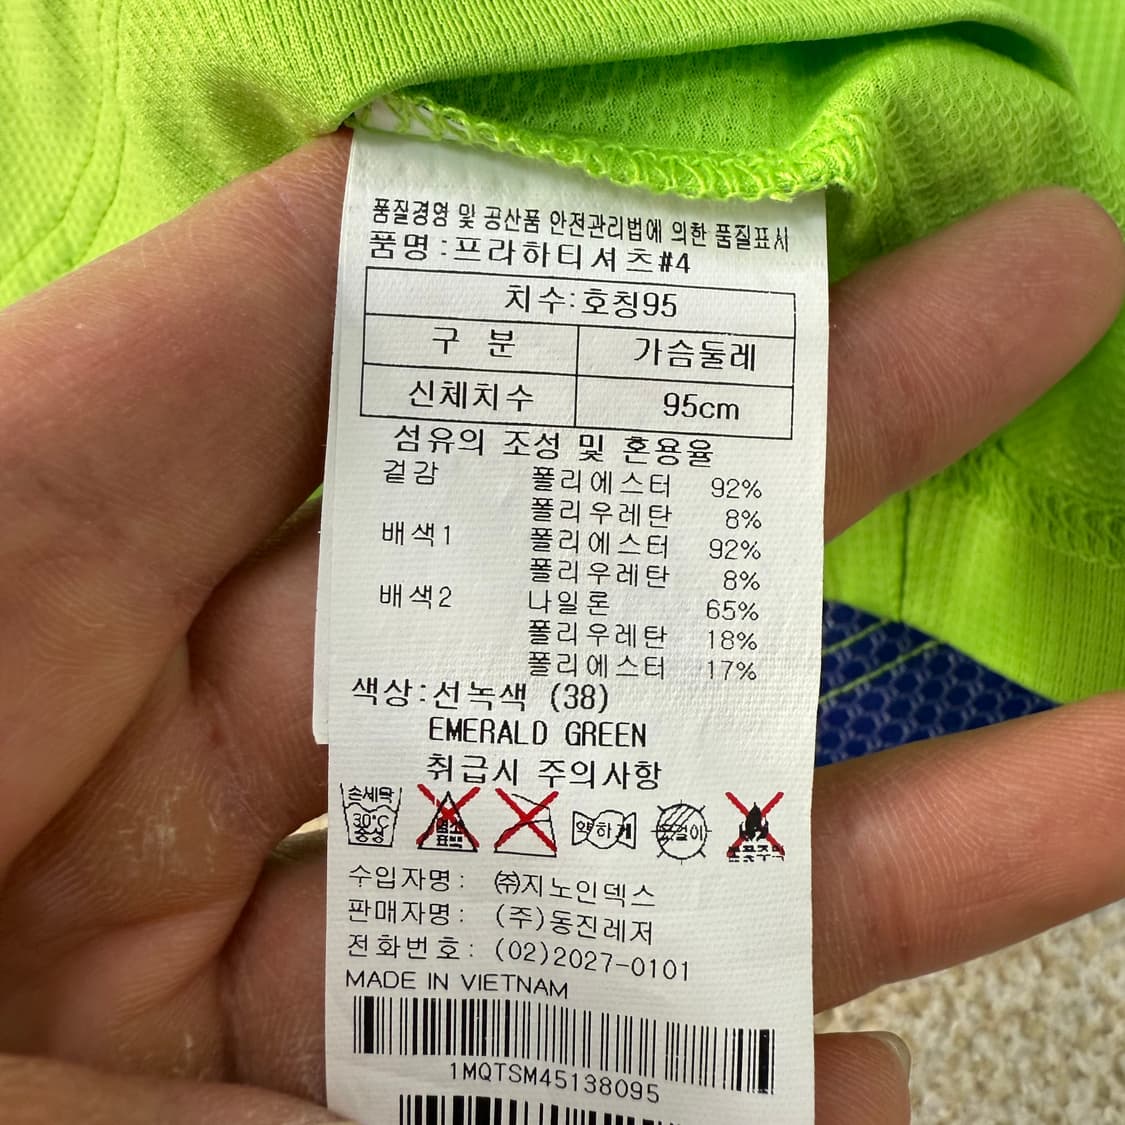 품질경영 및 공산품 안전관리법에 의한 품질표시
품명:프라하티셔츠#4
치수:호칭95
구 분 가슴둘레
신체치수 95cm
섬유의 조성 및 혼용율
겉감 폴리에스터 92%
폴리우레탄 8%
배색1 폴리에스터 92%
폴리우레탄 8%
배색2 나일론 65%
폴리우레탄 18%
폴리에스터 17%
색상:선녹색 (38)
EMERALD GREEN
취급시 주의사항
손세탁 30°C 중성 염소 표백 약하게 옷걸이
수입자명: ㈜지노인덱스
판매자명: (주)동진레저
전화번호: (02)2027-0101
MADE IN VIETNAM
1MQTSM45138095